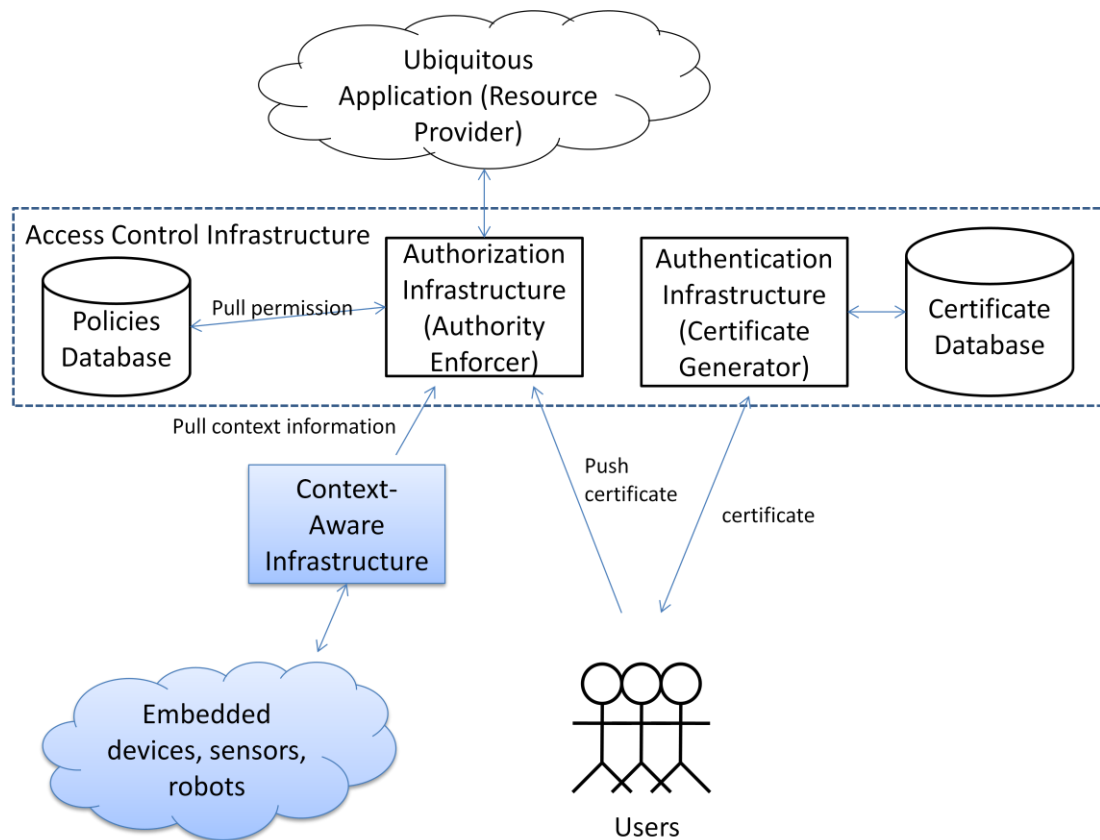 Ubiquitous
Application (Resource
Provider)
Access Control Infrastructure
Policies
Database
Pull permission
Authorization
Infrastructure
(Authority
Enforcer)
Authentication
Infrastructure
(Certificate
Generator)
Certificate
Database
Pull context information
Push
certificate
certificate
Context-
Aware
Infrastructure
Embedded
devices, sensors,
robots
Users